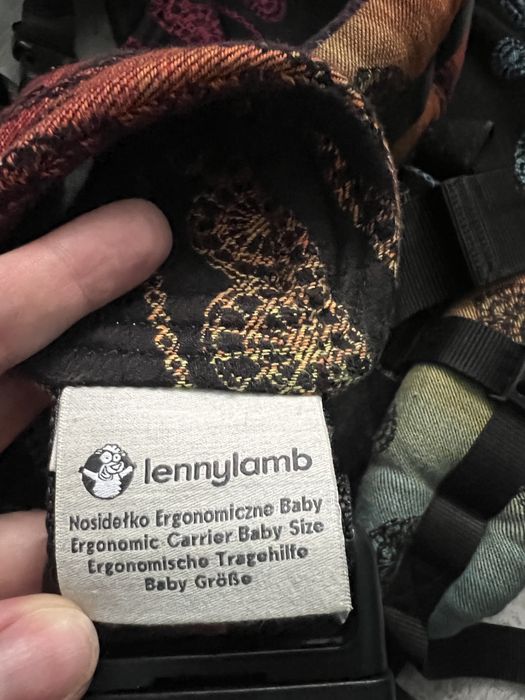 lennylamb
Nosidełko Ergonomiczne Baby
Ergonomic Carrier Baby Size
Ergonomische Tragehilfe
Baby Größe